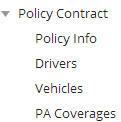 Policy Contract
Policy Info
Drivers
Vehicles
PA Coverages